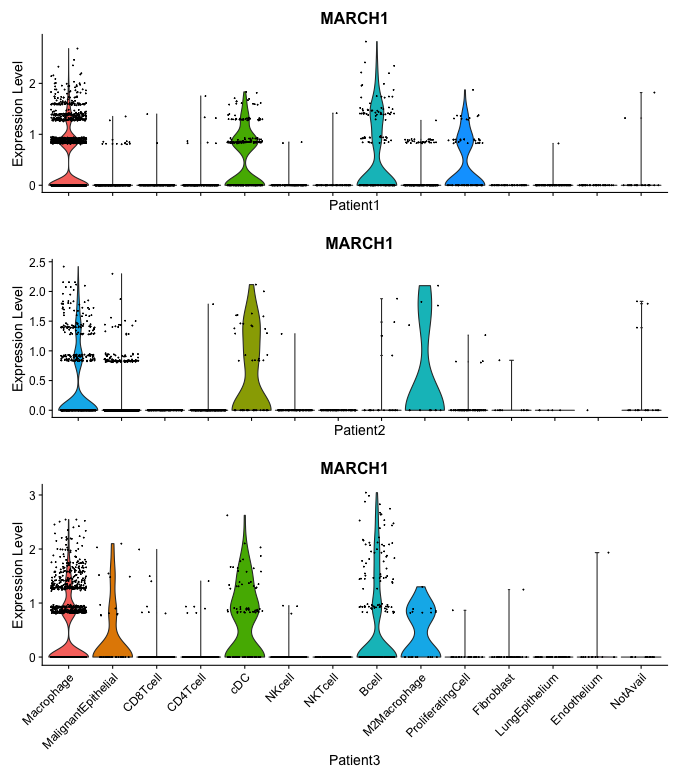 MARCH1
Expression Level
2
1
0
Patient1
MARCH1
Expression Level
2.5
2.0
1.5
1.0
0.5
0.0
Patient2
MARCH1
Expression Level
3
2
1
0
Macrophage
MalignantEpithelial
CD8Tcell
CD4Tcell
cDC
NKcell
NKTcell
Bcell
M2Macrophage
ProliferatingCell
Fibroblast
LungEpithelium
Endothelium
NotAvail
Patient3